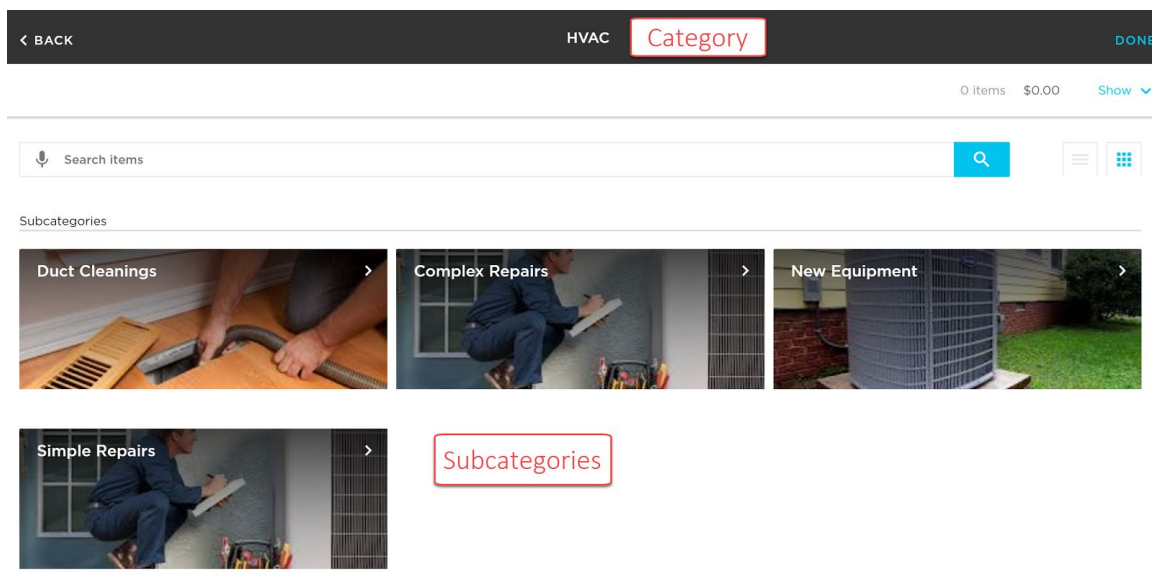 BACK
HVAC
Category
DONE
0 items $0.00 Show
Search items
Subcategories
Duct Cleanings
Complex Repairs
New Equipment
Simple Repairs
Subcategories